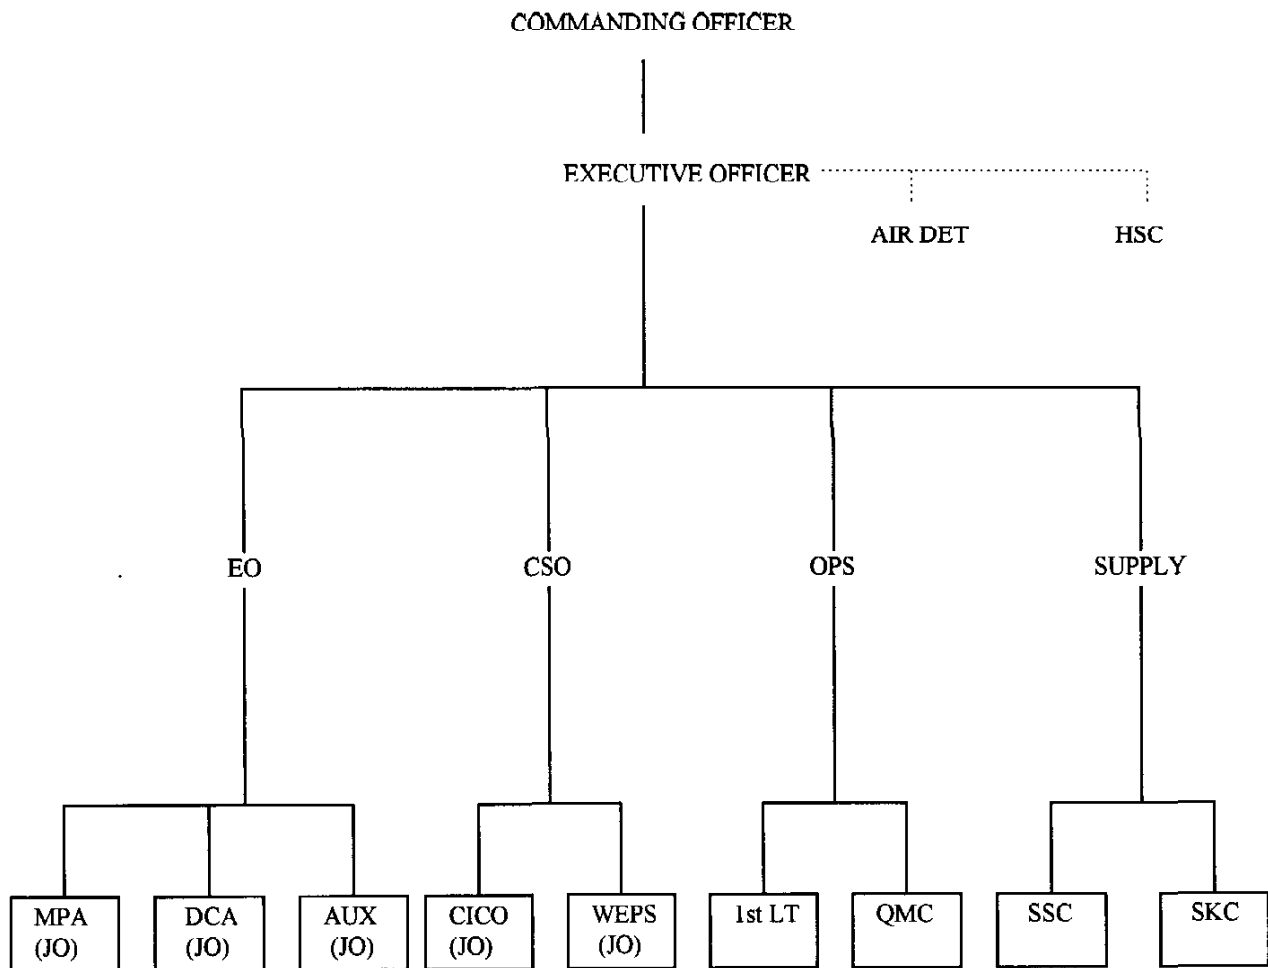 COMMANDING OFFICER
EXECUTIVE OFFICER
AIR DET
HSC
EO
CSO
OPS
SUPPLY
MPA
(JO)
DCA
(JO)
AUX
(JO)
CICO
(JO)
WEPS
(JO)
1st LT
QMC
SSC
SKC